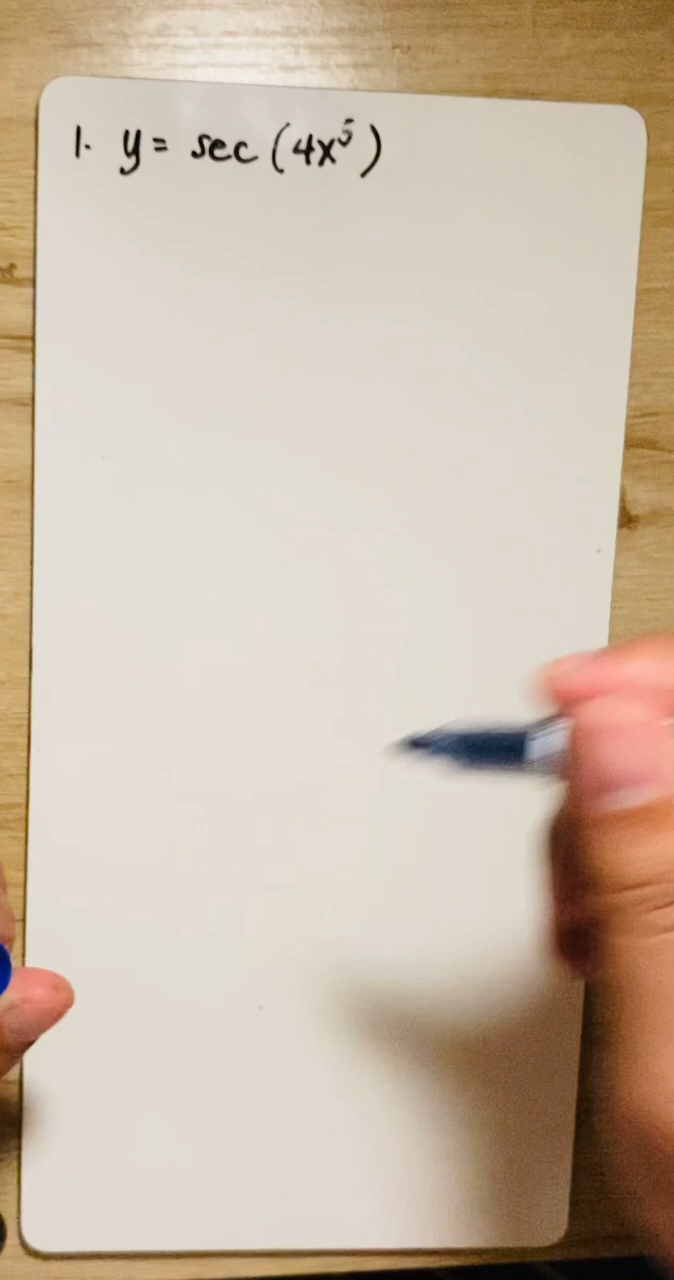 1. y = sec (4x⁵)